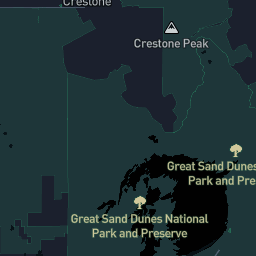 Crestone
Crestone Peak
Great Sand Dunes
Park and Pre
Great Sand Dunes National
Park and Preserve